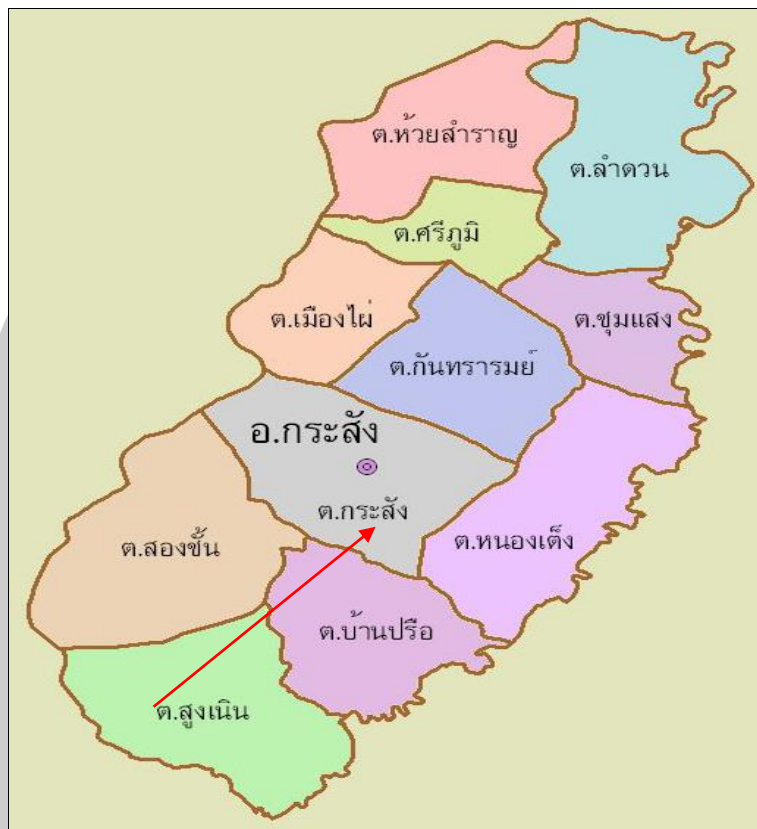 ต.ห้วยสำราญ
ต.ลำดวน
ต.ศรีภูมิ
ต.เมืองไผ่
ต.ชุมแสง
ต.กันทรารมย์
อ.กระสัง
ต.กระสัง
ต.หนองเต็ง
ต.สองชั้น
ต.บ้านปรือ
ต.สูงเนิน